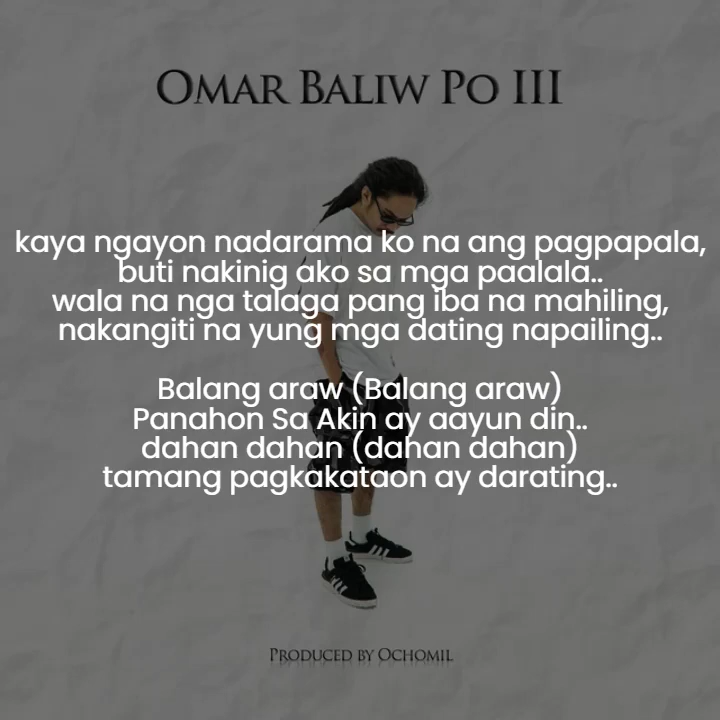 OMAR BALIW PO III
kaya ngayon nadarama ko na ang pagpapala,
buti nakinig ako sa mga paalala..
wala na nga talaga pang iba na mahiling,
nakangiti na yung mga dating napailing..
Balang araw (Balang araw)
Panahon Sa Akin ay aayun din..
dahan dahan (dahan dahan)
tamang pagkakataon ay darating..
PRODUCED BY OCHOMIL